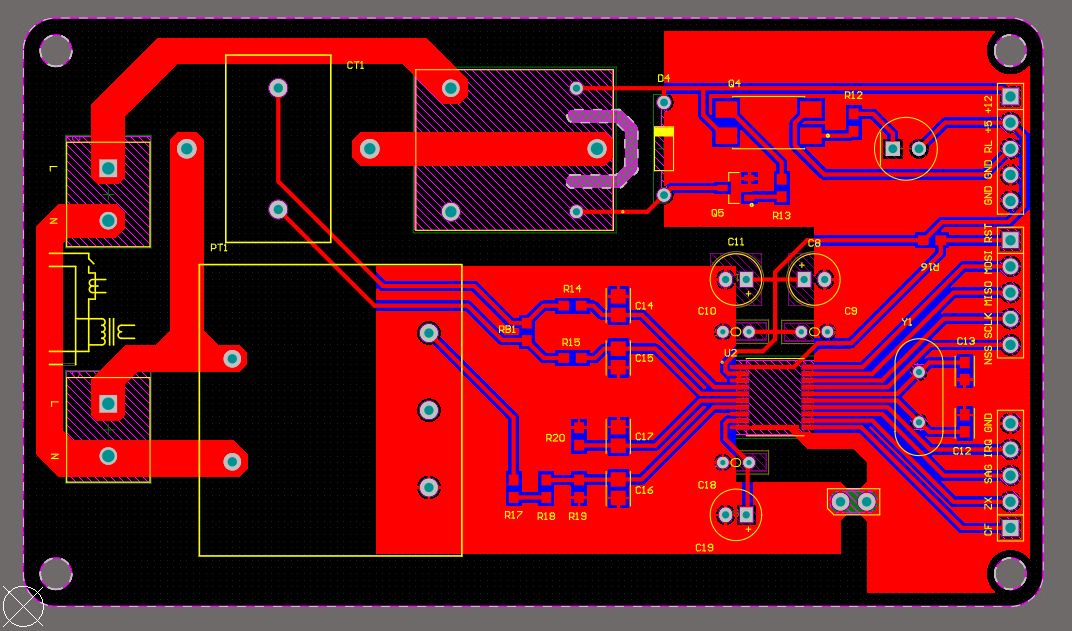 CT1
D4
Q4
R12
+12
+5
RL
GND
GND
L
N
Q5
R13
PT1
C11
C8
R16
RST
MOSI
MISO
SCLK
NSS
R14
C14
C10
C9
RB1
Y1
R15
C15
U2
C13
L
N
R20
C17
C12
GND
IRQ
SAG
ZX
CF
C18
C16
R17
R18
R19
C19
+
+
+